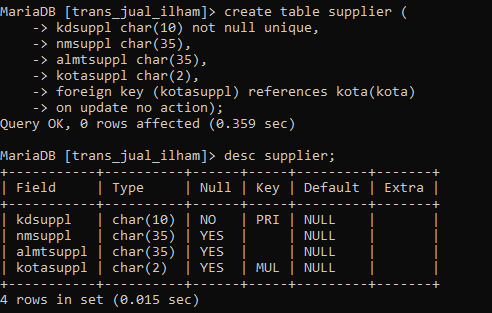 MariaDB [trans_jual_ilham]> create table supplier (
    -> kdsuppl char(10) not null unique,
    -> nmsuppl char(35),
    -> almtsuppl char(35),
    -> kotasuppl char(2),
    -> foreign key (kotasuppl) references kota(kota)
    -> on update no action);
Query OK, 0 rows affected (0.359 sec)

MariaDB [trans_jual_ilham]> desc supplier;
+-----------+----------+------+-----+---------+-------+
| Field     | Type     | Null | Key | Default | Extra |
+-----------+----------+------+-----+---------+-------+
| kdsuppl   | char(10) | NO   | PRI | NULL    |       |
| nmsuppl   | char(35) | YES  |     | NULL    |       |
| almtsuppl | char(35) | YES  |     | NULL    |       |
| kotasuppl | char(2)  | YES  | MUL | NULL    |       |
+-----------+----------+------+-----+---------+-------+
4 rows in set (0.015 sec)